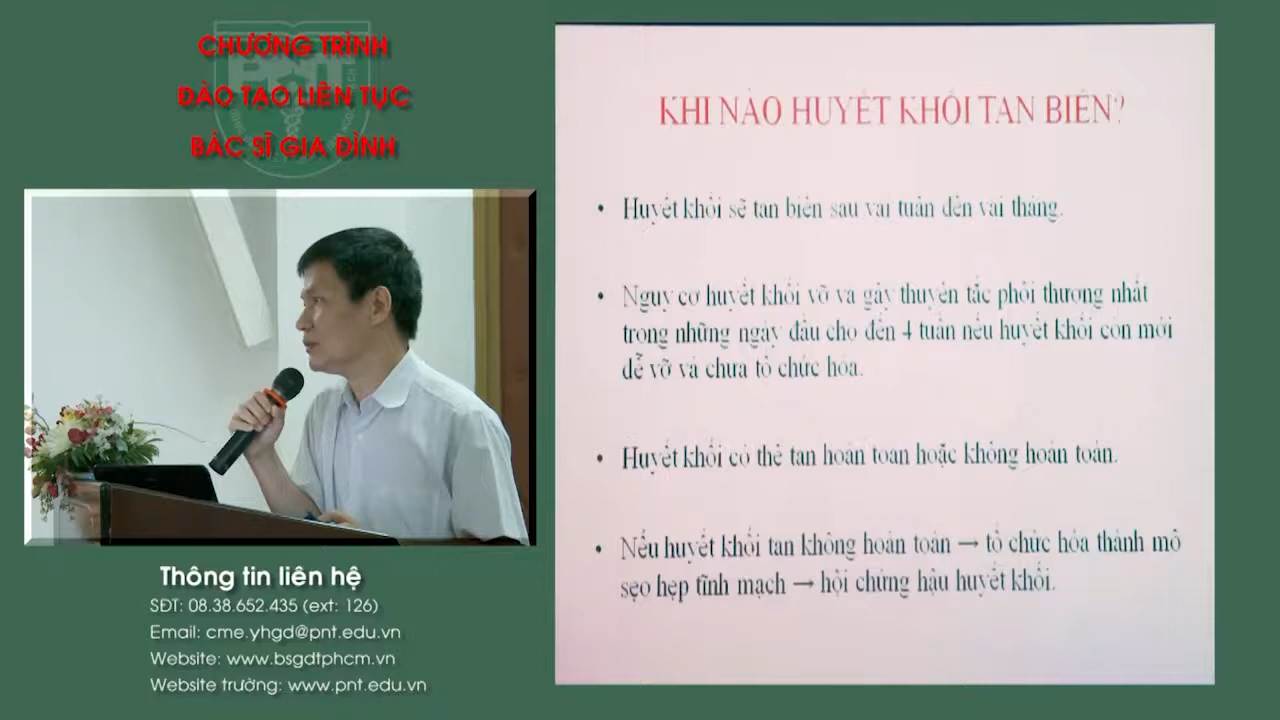 CHƯƠNG TRÌNH
ĐÀO TẠO LIÊN TỤC
BÁC SĨ GIA ĐÌNH
PNT
Thông tin liên hệ
SĐT: 08.38.652.435 (ext: 126)
Email: cme.yhgd@pnt.edu.vn
Website: www.bsgdtphcm.vn
Website trường: www.pnt.edu.vn
KHI NÀO HUYẾT KHỐI TAN BIẾN?
• Huyết khối sẽ tan biến sau vài tuần đến vài tháng.
• Nguy cơ huyết khối vỡ và gây thuyên tắc phổi thường nhất
trong những ngày đầu cho đến 4 tuần nếu huyết khối còn mới
dễ vỡ và chưa tổ chức hóa.
• Huyết khối có thể tan hoàn toàn hoặc không hoàn toàn.
• Nếu huyết khối tan không hoàn toàn → tổ chức hóa thành mô
sẹo hẹp tĩnh mạch → hội chứng hậu huyết khối.